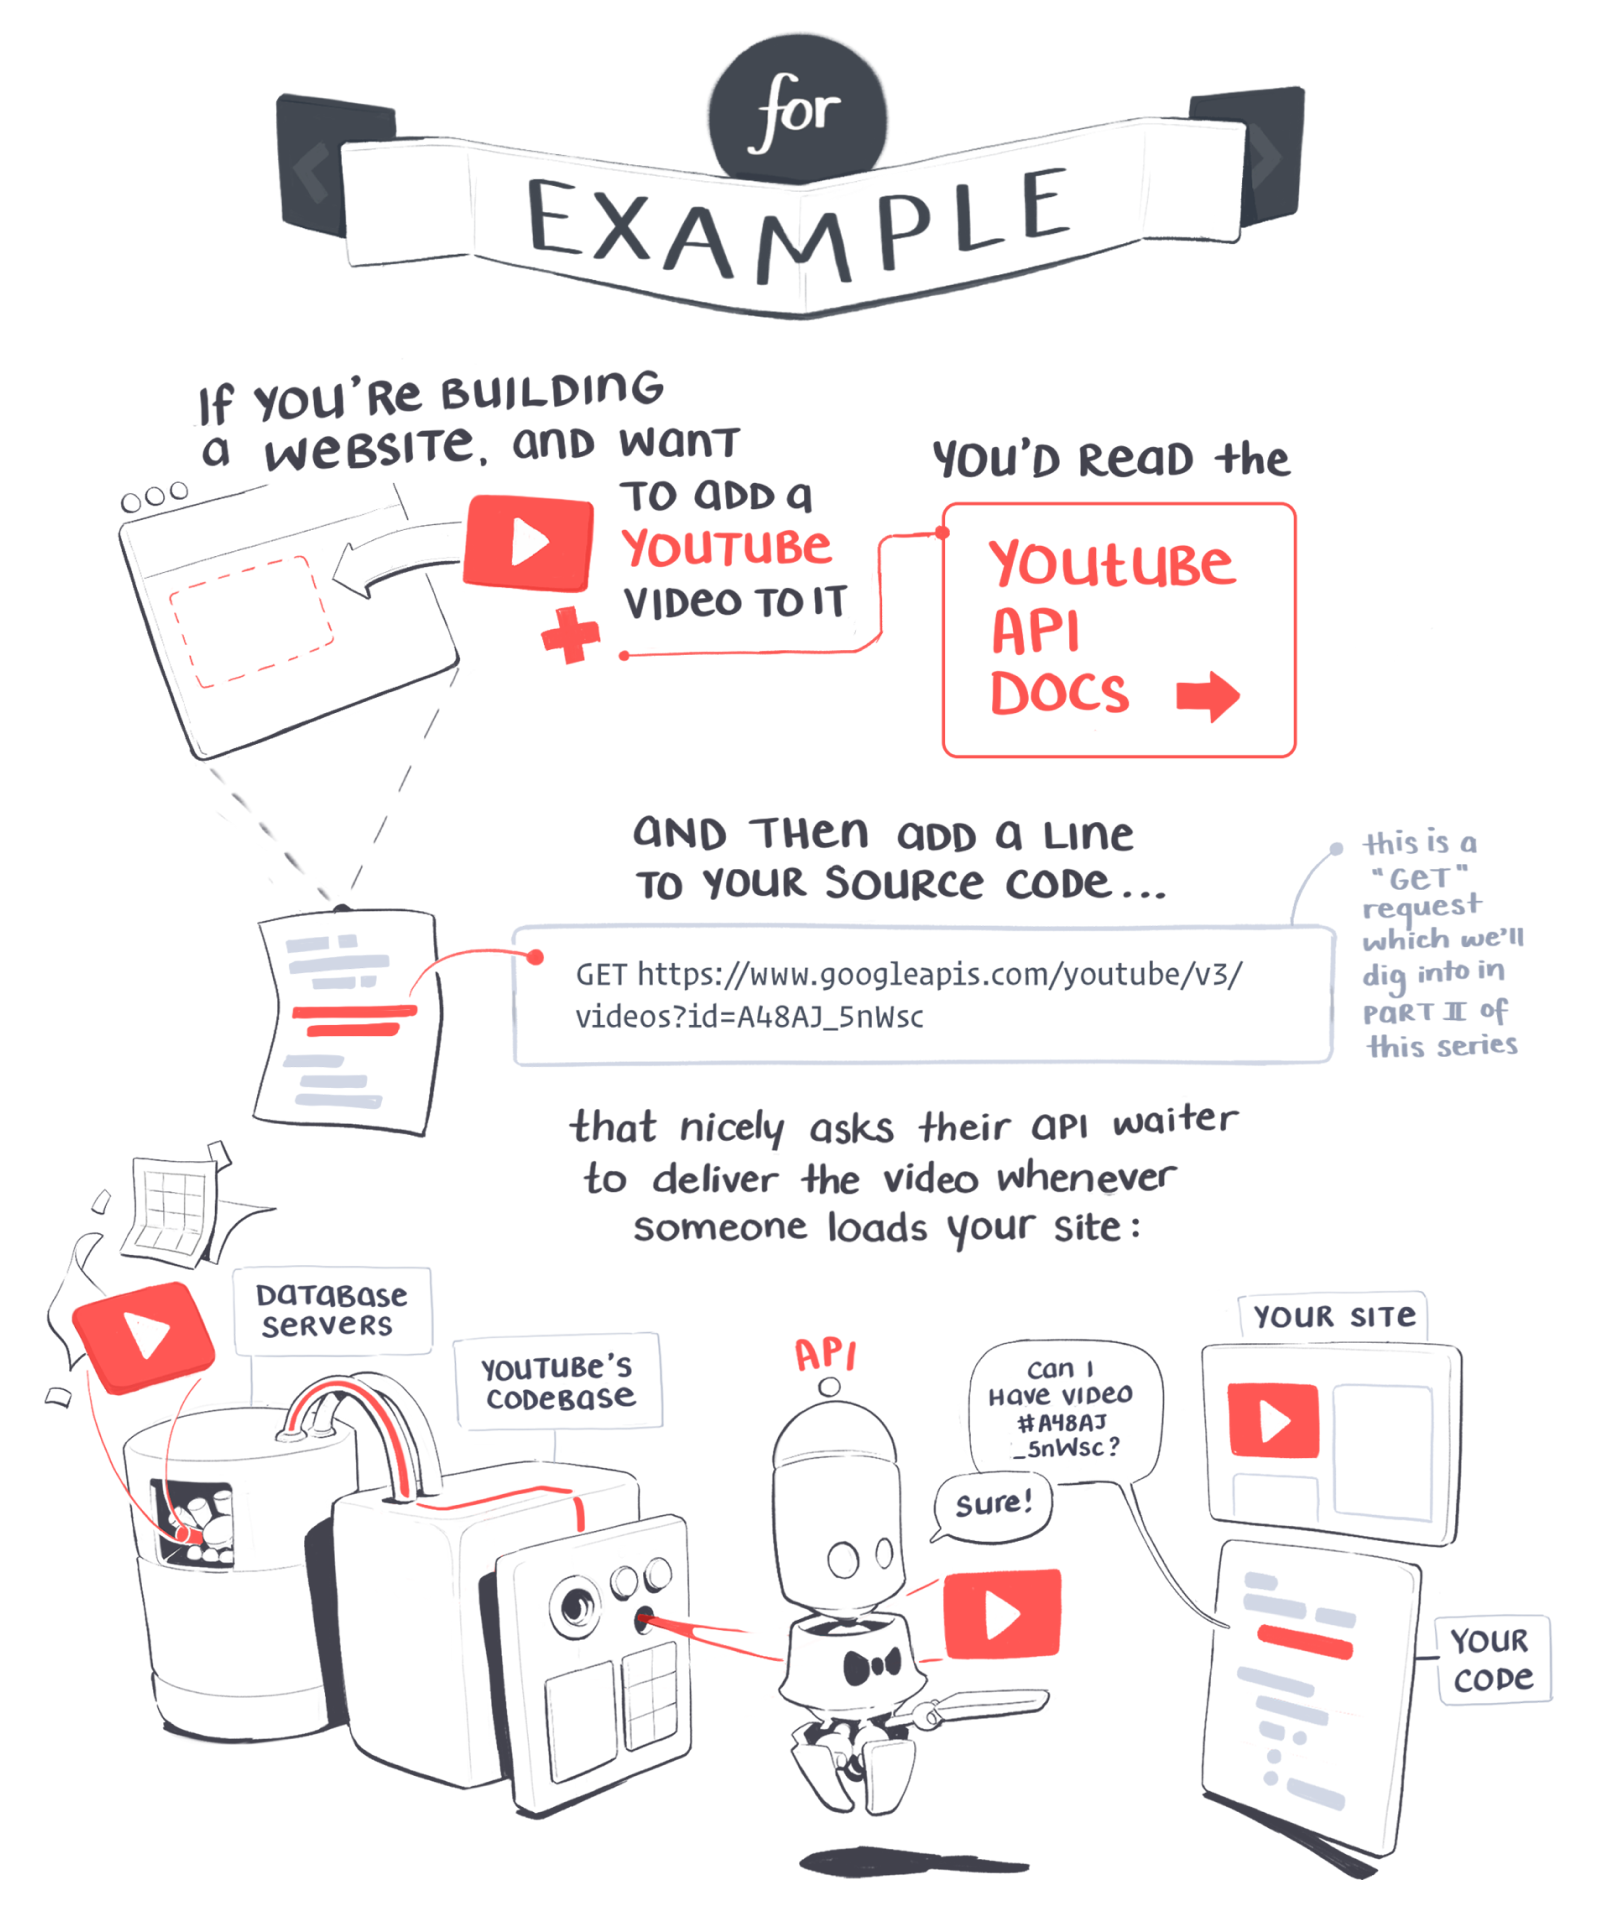 for
EXAMPLE
If you're building
a website, and want
to add a
YouTube
video to it
you'd read the
Youtube
API
DOCS
and then add a line
to your source code...
this is a
"GET"
request
which we'll
dig into in
PART II of
this series
GET https://www.googleapis.com/youtube/v3/
videos?id=A48AJ_5nWsc
that nicely asks their API waiter
to deliver the video whenever
someone loads your site:
DATABASE
SERVERS
YOUTUBE'S
CODEBASE
API
can I
have video
#A48AJ
_5nWsc?
sure!
YOUR SITE
YOUR
CODE